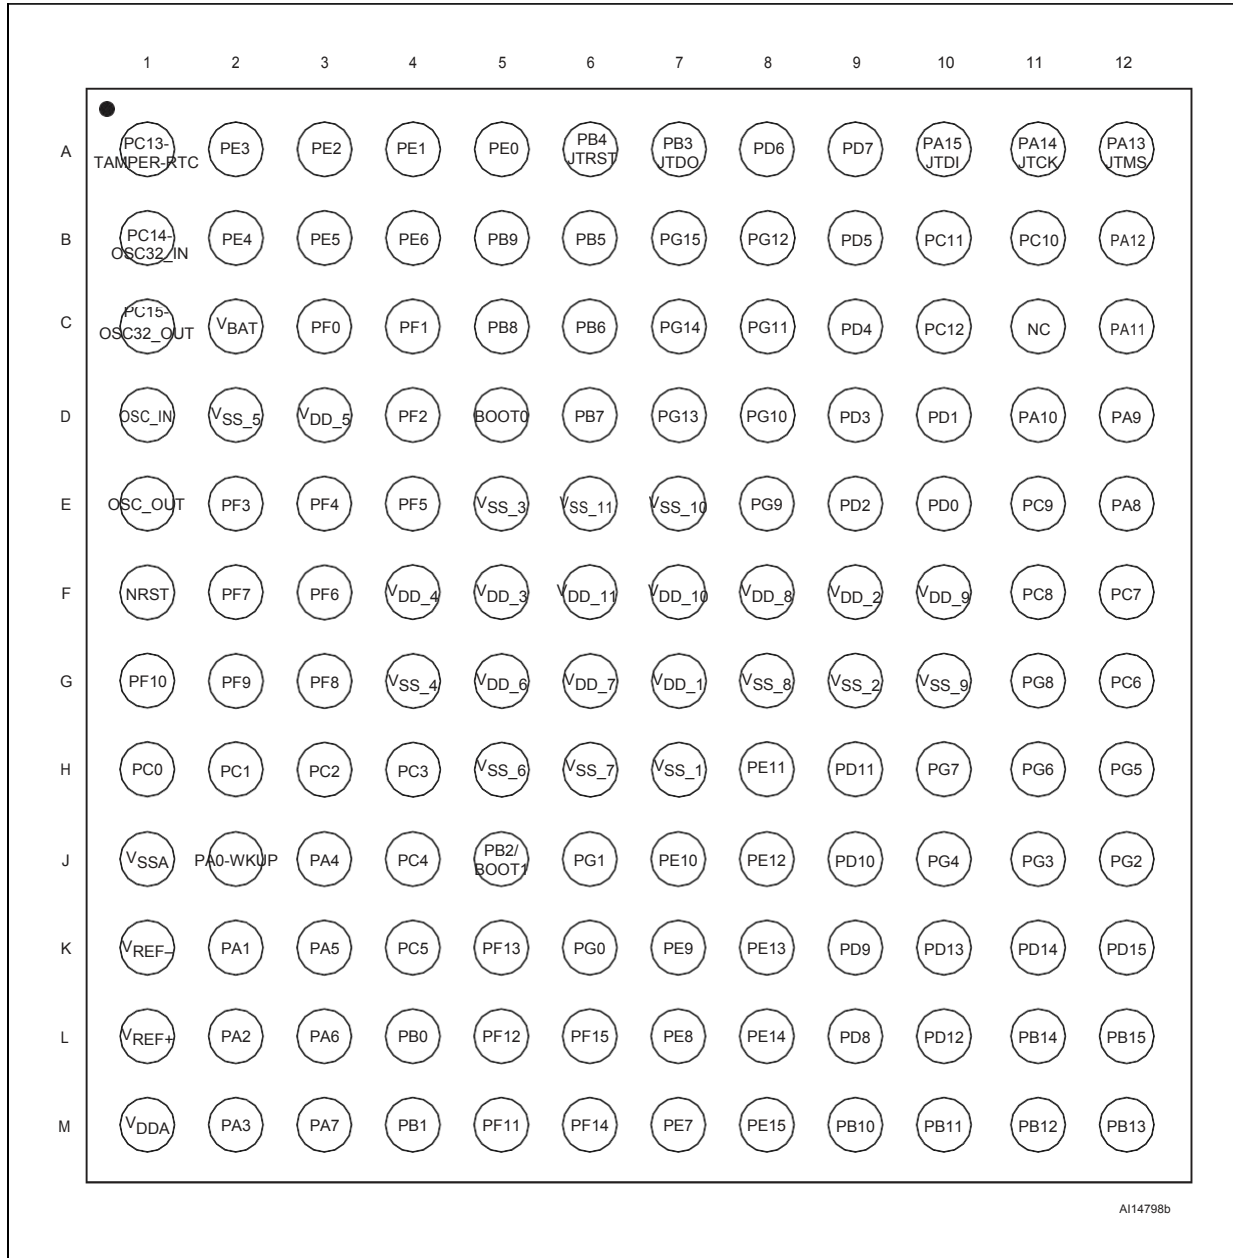 1 2 3 4 5 6 7 8 9 10 11 12
A PC13-TAMPER-RTC PE3 PE2 PE1 PE0 PB4 JTRST PB3 JTDO PD6 PD7 PA15 JTDI PA14 JTCK PA13 JTMS
B PC14-OSC32_IN PE4 PE5 PE6 PB9 PB5 PG15 PG12 PD5 PC11 PC10 PA12
C PC15-OSC32_OUT VBAT PF0 PF1 PB8 PB6 PG14 PG11 PD4 PC12 NC PA11
D OSC_IN VSS_5 VDD_5 PF2 BOOT0 PB7 PG13 PG10 PD3 PD1 PA10 PA9
E OSC_OUT PF3 PF4 PF5 VSS_3 VSS_11 VSS_10 PG9 PD2 PD0 PC9 PA8
F NRST PF7 PF6 VDD_4 VDD_3 VDD_11 VDD_10 VDD_8 VDD_2 VDD_9 PC8 PC7
G PF10 PF9 PF8 VSS_4 VDD_6 VDD_7 VDD_1 VSS_8 VSS_2 VSS_9 PG8 PC6
H PC0 PC1 PC2 PC3 VSS_6 VSS_7 VSS_1 PE11 PD11 PG7 PG6 PG5
J VSSA PA0-WKUP PA4 PC4 PB2/BOOT1 PG1 PE10 PE12 PD10 PG4 PG3 PG2
K VREF– PA1 PA5 PC5 PF13 PG0 PE9 PE13 PD9 PD13 PD14 PD15
L VREF+ PA2 PA6 PB0 PF12 PF15 PE8 PE14 PD8 PD12 PB14 PB15
M VDDA PA3 PA7 PB1 PF11 PF14 PE7 PE15 PB10 PB11 PB12 PB13
AI14798b